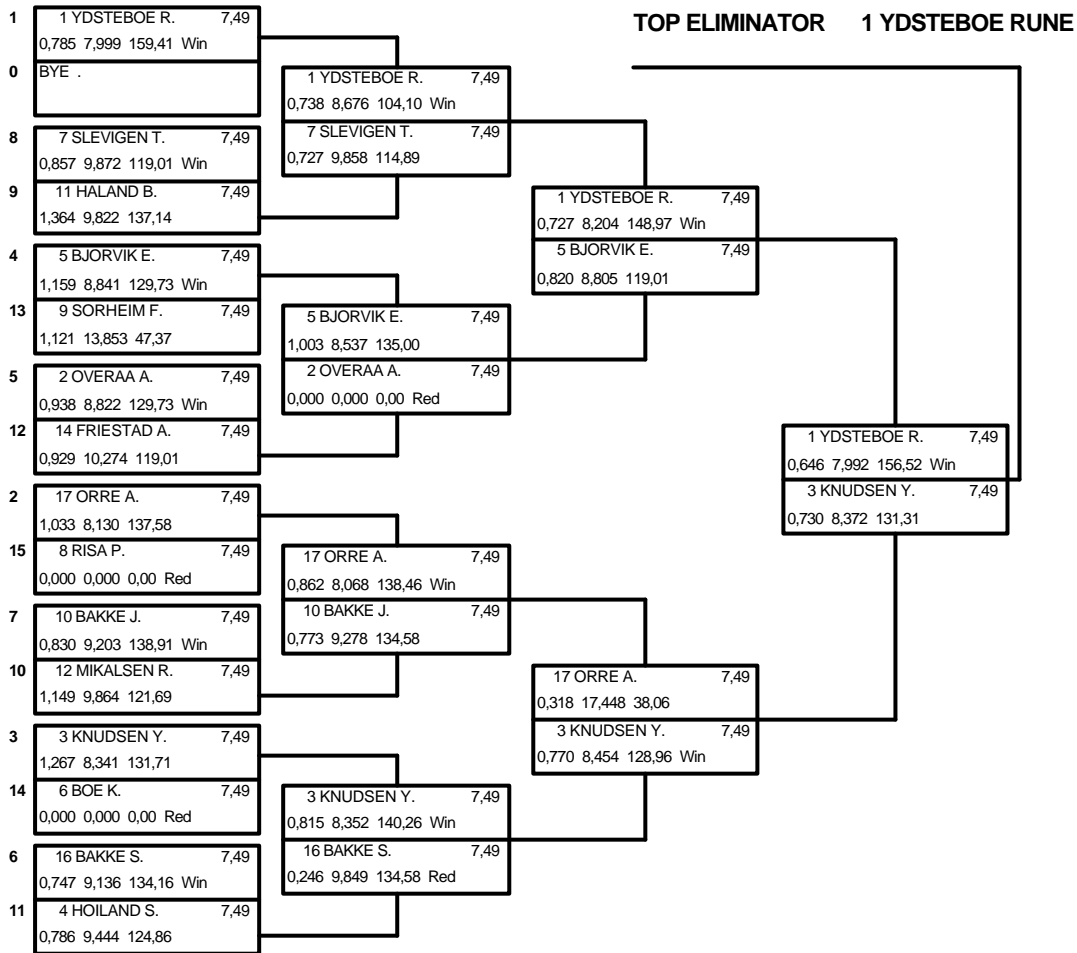 TOP ELIMINATOR 1 YDSTEBOE RUNE
1 1 YDSTEBOE R. 7,49
0,785 7,999 159,41 Win
0 BYE .
8 7 SLEVIGEN T. 7,49
0,857 9,872 119,01 Win
9 11 HALAND B. 7,49
1,364 9,822 137,14
4 5 BJORVIK E. 7,49
1,159 8,841 129,73 Win
13 9 SORHEIM F. 7,49
1,121 13,853 47,37
5 2 OVERAA A. 7,49
0,938 8,822 129,73 Win
12 14 FRIESTAD A. 7,49
0,929 10,274 119,01
2 17 ORRE A. 7,49
1,033 8,130 137,58
15 8 RISA P. 7,49
0,000 0,000 0,00 Red
7 10 BAKKE J. 7,49
0,830 9,203 138,91 Win
10 12 MIKALSEN R. 7,49
1,149 9,864 121,69
3 3 KNUDSEN Y. 7,49
1,267 8,341 131,71
14 6 BOE K. 7,49
0,000 0,000 0,00 Red
6 16 BAKKE S. 7,49
0,747 9,136 134,16 Win
11 4 HOILAND S. 7,49
0,786 9,444 124,86
1 YDSTEBOE R. 7,49
0,738 8,676 104,10 Win
7 SLEVIGEN T. 7,49
0,727 9,858 114,89
5 BJORVIK E. 7,49
1,003 8,537 135,00
2 OVERAA A. 7,49
0,000 0,000 0,00 Red
17 ORRE A. 7,49
0,862 8,068 138,46 Win
10 BAKKE J. 7,49
0,773 9,278 134,58
3 KNUDSEN Y. 7,49
0,815 8,352 140,26 Win
16 BAKKE S. 7,49
0,246 9,849 134,58 Red
1 YDSTEBOE R. 7,49
0,727 8,204 148,97 Win
5 BJORVIK E. 7,49
0,820 8,805 119,01
17 ORRE A. 7,49
0,318 17,448 38,06
3 KNUDSEN Y. 7,49
0,770 8,454 128,96 Win
1 YDSTEBOE R. 7,49
0,646 7,992 156,52 Win
3 KNUDSEN Y. 7,49
0,730 8,372 131,31